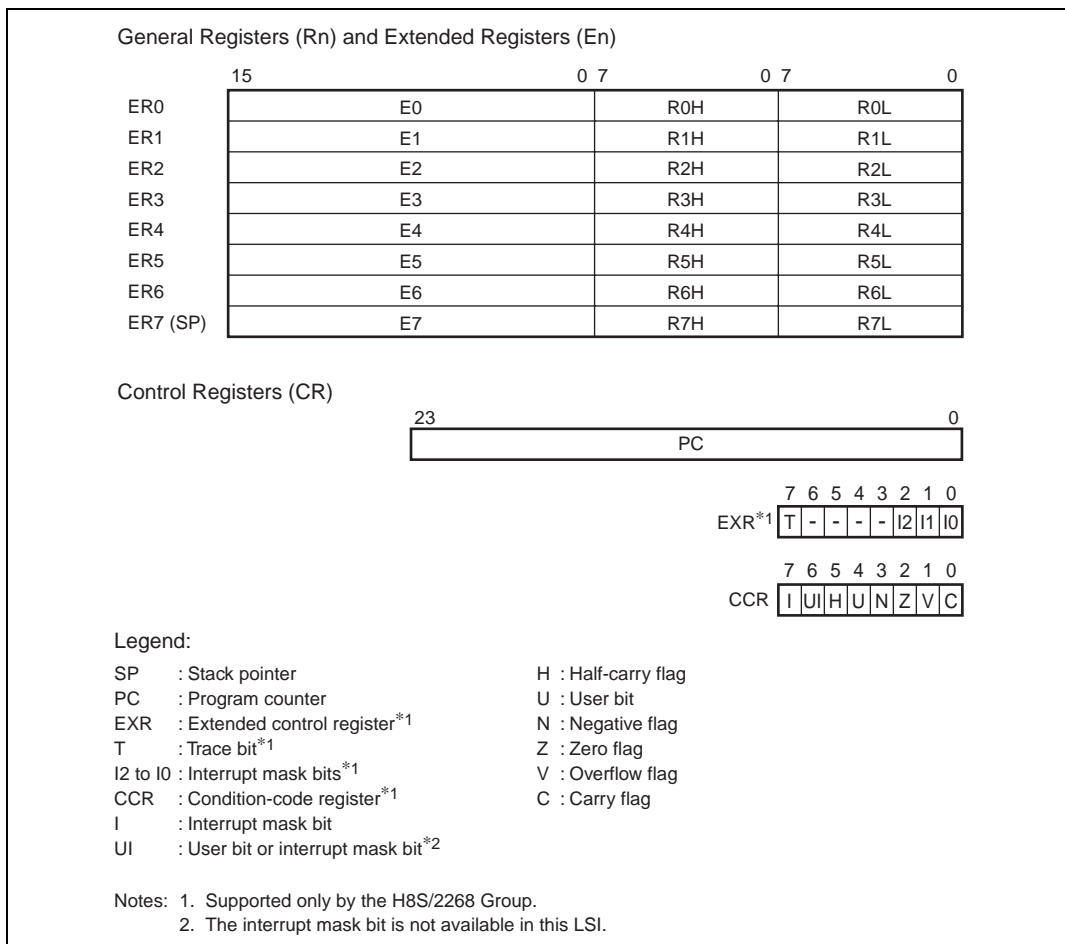 General Registers (Rn) and Extended Registers (En)
15 0 7 0 7 0
ER0 E0 R0H R0L
ER1 E1 R1H R1L
ER2 E2 R2H R2L
ER3 E3 R3H R3L
ER4 E4 R4H R4L
ER5 E5 R5H R5L
ER6 E6 R6H R6L
ER7 (SP) E7 R7H R7L
Control Registers (CR)
23 0
PC
7 6 5 4 3 2 1 0
EXR*1 T - - - - I2 I1 I0
7 6 5 4 3 2 1 0
CCR I UI H U N Z V C
Legend:
SP : Stack pointer
PC : Program counter
EXR : Extended control register*1
T : Trace bit*1
I2 to I0 : Interrupt mask bits*1
CCR : Condition-code register*1
I : Interrupt mask bit
UI : User bit or interrupt mask bit*2
H : Half-carry flag
U : User bit
N : Negative flag
Z : Zero flag
V : Overflow flag
C : Carry flag
Notes: 1. Supported only by the H8S/2268 Group.
2. The interrupt mask bit is not available in this LSI.